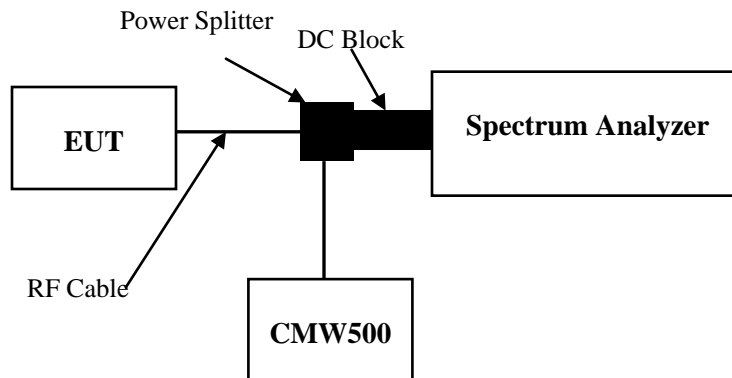 Power Splitter
DC Block
EUT
Spectrum Analyzer
RF Cable
CMW500